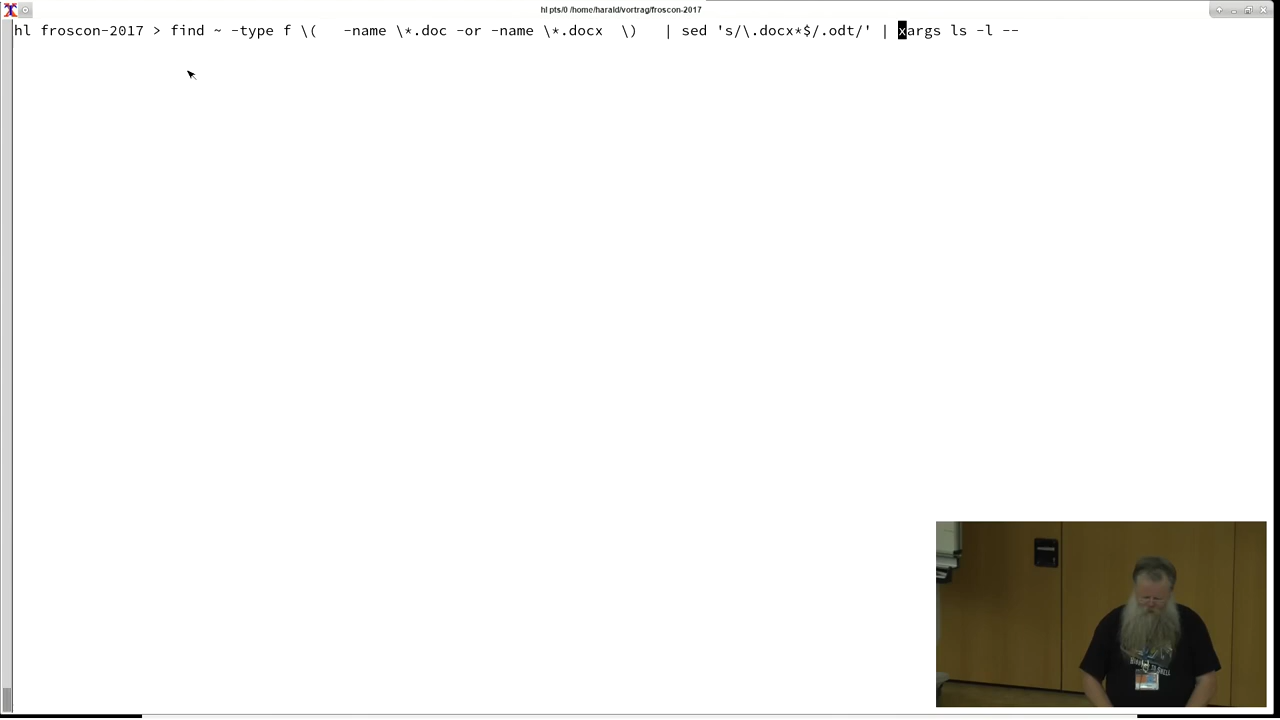 hl pts/0 /home/harald/vortrag/froscon-2017
hl froscon-2017 > find ~ -type f \(   -name \*.doc -or -name \*.docx  \)   | sed 's/\.docx*$/.odt/' | xargs ls -l --